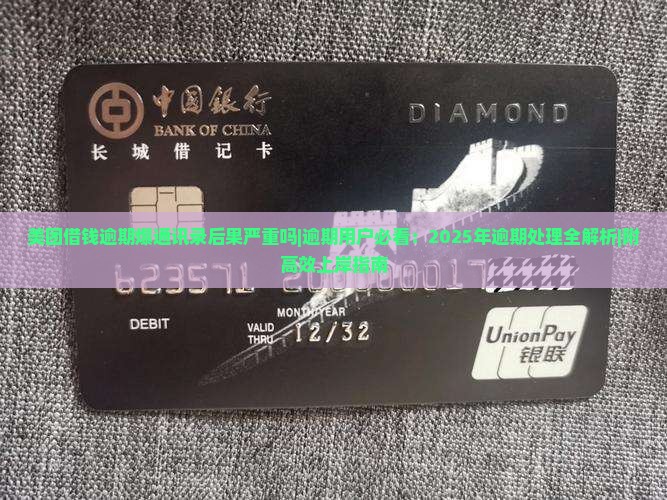 中国銀行
BANK OF CHINA
长城借记卡
DIAMOND
美团借钱逾期爆通讯录后果严重吗|逾期用户必看：2025年逾期处理全解析|附
高效上岸指南
DEBIT
MONTH/YEAR
VALID
THRU
12/32
UnionPay
银联